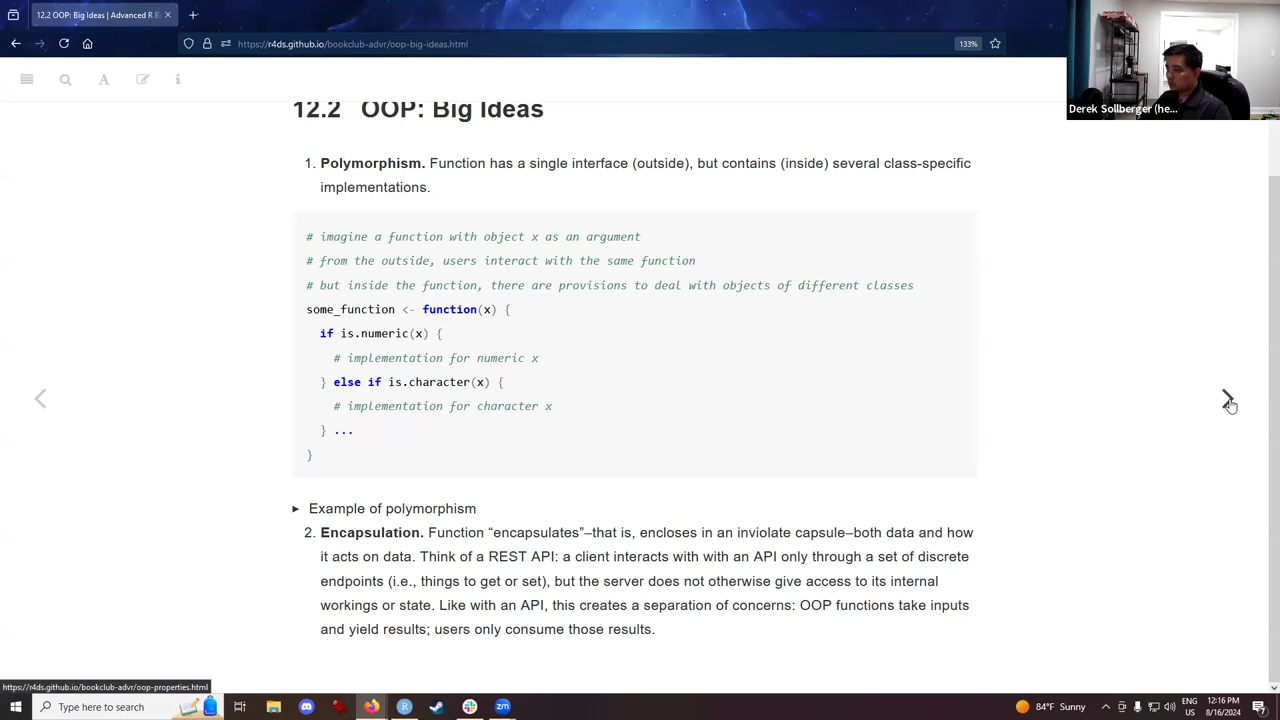 12.2 OOP: Big Ideas | Advanced R B
https://r4ds.github.io/bookclub-advr/oop-big-ideas.html
133%
Derek Sollberger (he...
12.2 OOP: Big Ideas
1. Polymorphism. Function has a single interface (outside), but contains (inside) several class-specific
implementations.
# imagine a function with object x as an argument
# from the outside, users interact with the same function
# but inside the function, there are provisions to deal with objects of different classes
some_function <- function(x) {
if is.numeric(x) {
# implementation for numeric x
} else if is.character(x) {
# implementation for character x
} ...
}
Example of polymorphism
2. Encapsulation. Function “encapsulates”–that is, encloses in an inviolate capsule–both data and how
it acts on data. Think of a REST API: a client interacts with with an API only through a set of discrete
endpoints (i.e., things to get or set), but the server does not otherwise give access to its internal
workings or state. Like with an API, this creates a separation of concerns: OOP functions take inputs
and yield results; users only consume those results.
https://r4ds.github.io/bookclub-advr/oop-properties.html
Type here to search
84°F Sunny
ENG
US
12:16 PM
8/16/2024